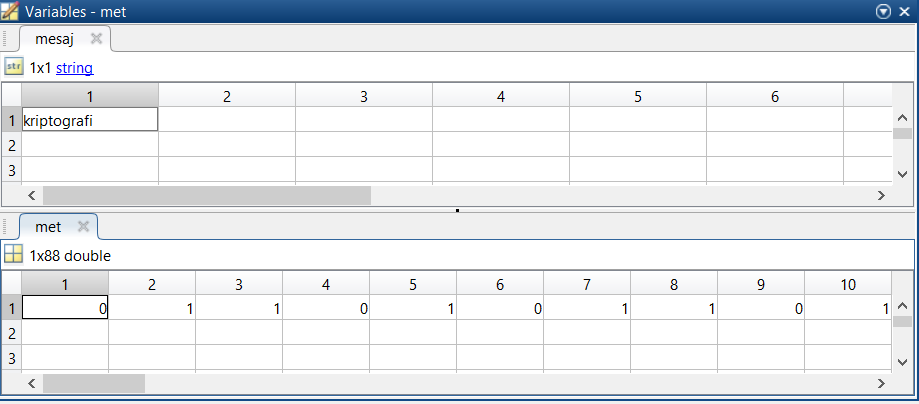 Variables - met
mesaj
str 1x1 string
1 2 3 4 5 6
1 kriptografi
2
3
met
1x88 double
1 2 3 4 5 6 7 8 9 10
1 0 1 1 0 1 0 1 1 0 1
2
3